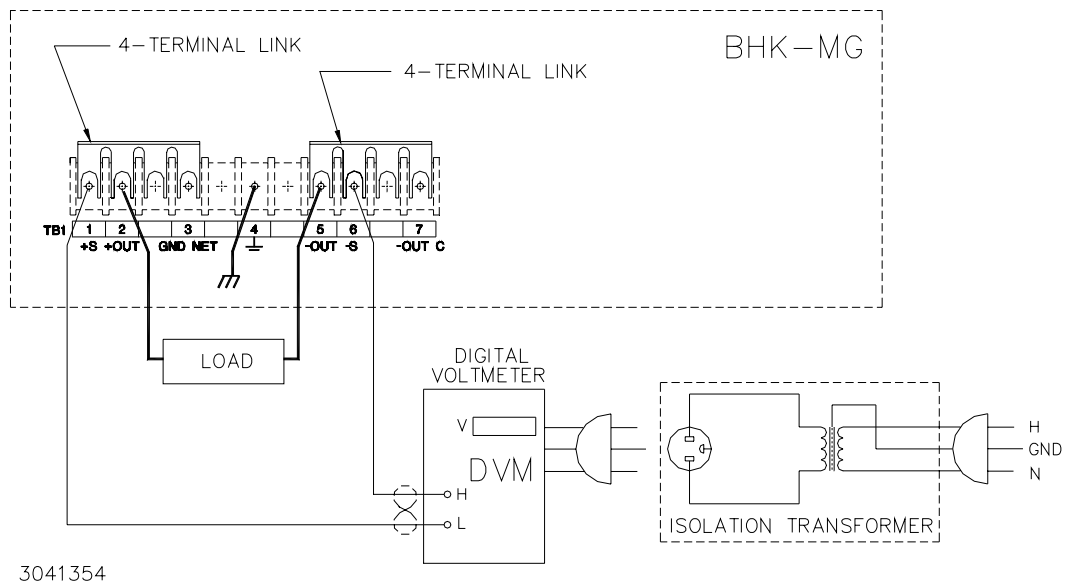 BHK-MG
4-TERMINAL LINK
4-TERMINAL LINK
TB1 1 2 3 4 5 6 7
+S +OUT GND NET -OUT -S -OUT C
LOAD
DIGITAL
VOLTMETER
V
DVM
H
L
H
GND
N
ISOLATION TRANSFORMER
3041354